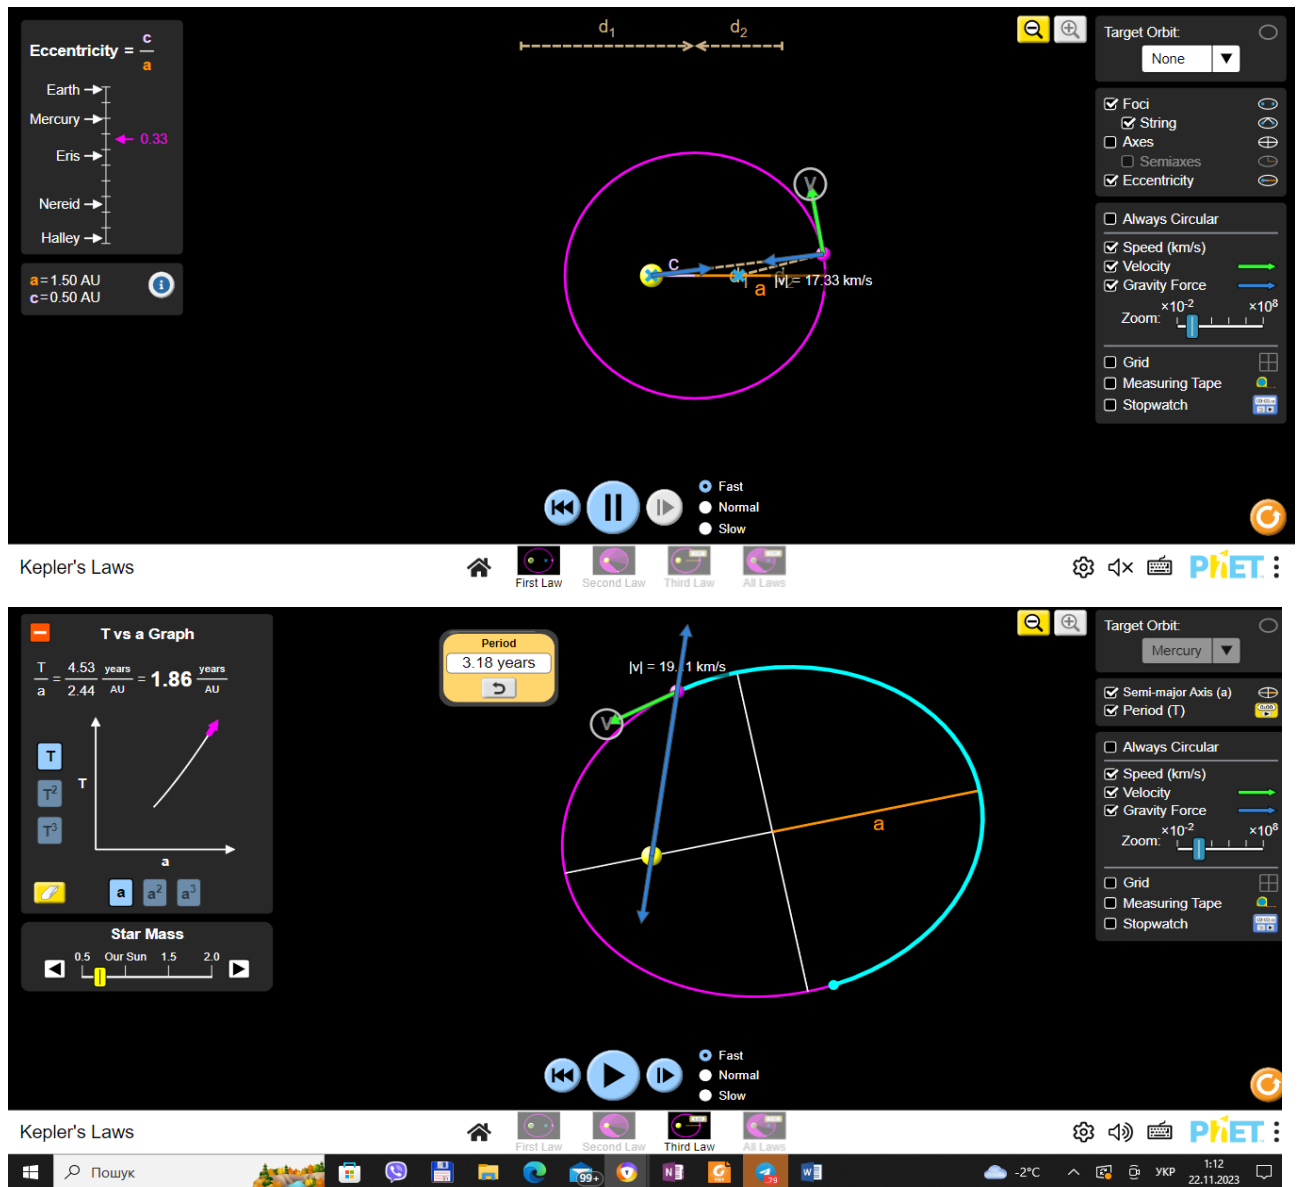 Eccentricity = c/a
Earth
Mercury
0.33
Eris
Nereid
Halley
a=1.50 AU
c=0.50 AU
d1 d2
V
c
a
|v| = 17.33 km/s
Target Orbit:
None
Foci
String
Axes
Semiaxes
Eccentricity
Always Circular
Speed (km/s)
Velocity
Gravity Force
×10-2 ×108
Zoom:
Grid
Measuring Tape
Stopwatch
Fast
Normal
Slow
Kepler's Laws
First Law Second Law Third Law All Laws
PhET
T vs a Graph
T/a = 4.53/2.44 years/AU = 1.86 years/AU
T
T2
T3
T
a
a a2 a3
Star Mass
0.5 Our Sun 1.5 2.0
Period
3.18 years
V
a
Target Orbit:
Mercury
Semi-major Axis (a)
Period (T)
Always Circular
Speed (km/s)
Velocity
Gravity Force
×10-2 ×108
Zoom:
Grid
Measuring Tape
Stopwatch
Fast
Normal
Slow
Kepler's Laws
First Law Second Law Third Law All Laws
PhET
Пошук
99+
79
-2°C
УКР
1:12
22.11.2023